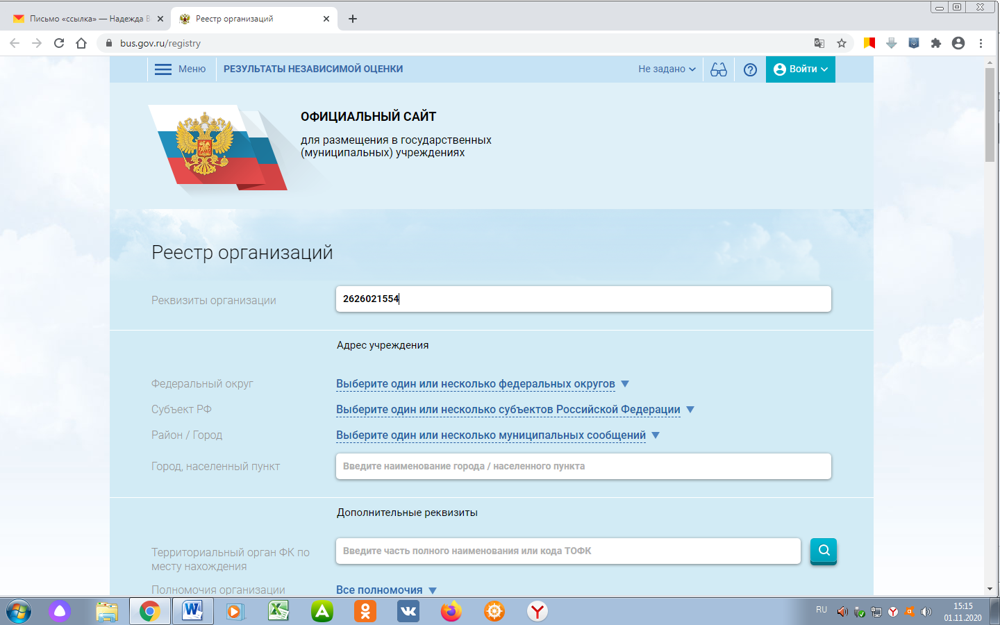 Письмо «ссылка» — Надежда В
Реестр организаций
bus.gov.ru/registry
Меню
РЕЗУЛЬТАТЫ НЕЗАВИСИМОЙ ОЦЕНКИ
Не задано
Войти
ОФИЦИАЛЬНЫЙ САЙТ
для размещения в государственных
(муниципальных) учреждениях
Реестр организаций
Реквизиты организации
2626021554
Адрес учреждения
Федеральный округ
Выберите один или несколько федеральных округов
Субъект РФ
Выберите один или несколько субъектов Российской Федерации
Район / Город
Выберите один или несколько муниципальных сообщений
Город, населенный пункт
Введите наименование города / населенного пункта
Дополнительные реквизиты
Территориальный орган ФК по
месту нахождения
Введите часть полного наименования или кода ТОФК
Полномочия организации
Все полномочия
RU
15:15
01.11.2020